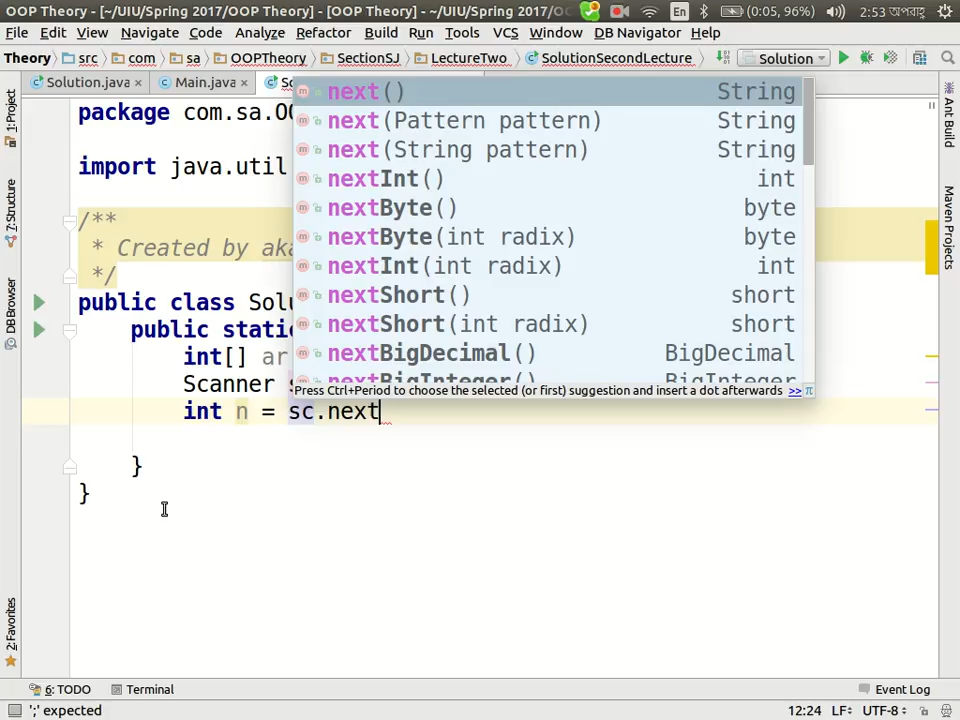 OOP Theory - [~/UIU/Spring 2017/OOP Theory] - [OOP Theory] - ~/UIU/Spring 2017/OO
En (0:05, 96%) 2:53 অপরাহ্ণ
File Edit View Navigate Code Analyze Refactor Build Run Tools VCS Window DB Navigator Help
Theory src com sa OOPTheory SectionSJ LectureTwo SolutionSecondLecture Solution
Solution.java × Main.java × So
1: Project
7: Structure
DB Browser
2: Favorites
Ant Build
Maven Projects
package com.sa.OO
import java.util
/**
* Created by aka
*/
public class Solu
public static
int[] ar
Scanner s
int n = sc.next
}
}
next() String
next(Pattern pattern) String
next(String pattern) String
nextInt() int
nextByte() byte
nextByte(int radix) byte
nextInt(int radix) int
nextShort() short
nextShort(int radix) short
nextBigDecimal() BigDecimal
nextBigInteger() BigInteger
Press Ctrl+Period to choose the selected (or first) suggestion and insert a dot afterwards >> π
6: TODO Terminal Event Log
';' expected 12:24 LF÷ UTF-8÷